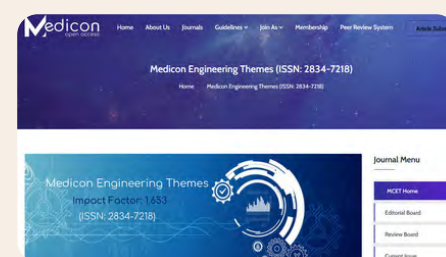 Medicon
open access
Home About Us Journals Guidelines Join As Membership Peer Review System
Medicon Engineering Themes (ISSN: 2834-7218)
Home Medicon Engineering Themes (ISSN: 2834-7218)
Journal Menu
Medicon Engineering Themes
Impact Factor: 1.653
(ISSN: 2834-7218)
MCET Home
Editorial Board
Review Board
Current Issue